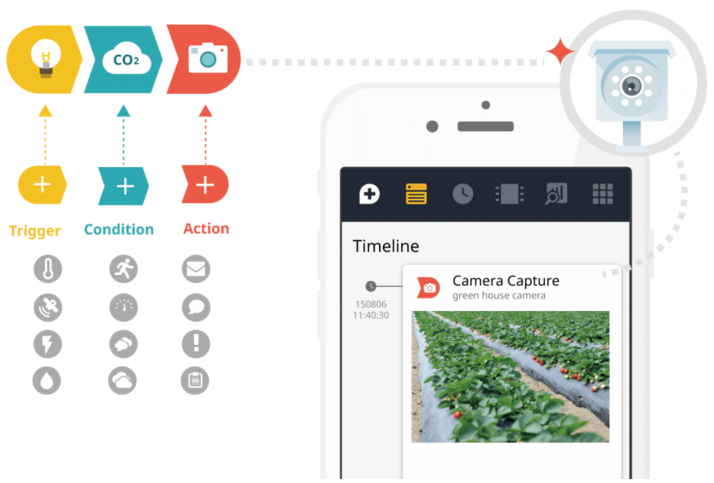 CO2
Trigger
Condition
Action
Timeline
150806
11:40:30
Camera Capture
green house camera